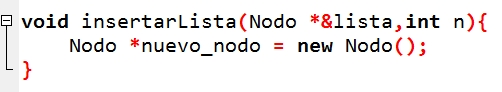 void insertarLista(Nodo *&lista,int n){
    Nodo *nuevo_nodo = new Nodo();
}